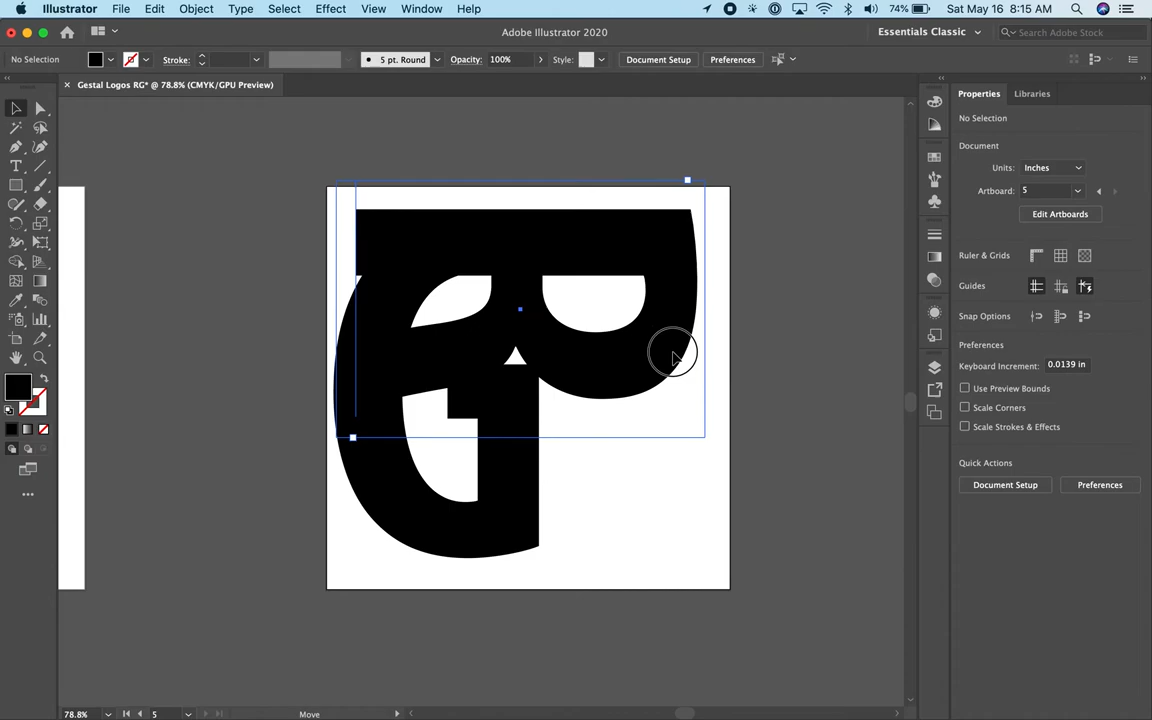 Illustrator File Edit Object Type Select Effect View Window Help 74% Sat May 16 8:15 AM
Adobe Illustrator 2020 Essentials Classic Search Adobe Stock
No Selection Stroke: 5 pt. Round Opacity: 100% Style: Document Setup Preferences
× Gestal Logos RG* @ 78.8% (CMYK/GPU Preview)
Properties Libraries
No Selection
Document
Units: Inches
Artboard: 5
Edit Artboards
Ruler & Grids
Guides
Snap Options
Preferences
Keyboard Increment: 0.0139 in
Use Preview Bounds
Scale Corners
Scale Strokes & Effects
Quick Actions
Document Setup Preferences
78.8% 5 Move